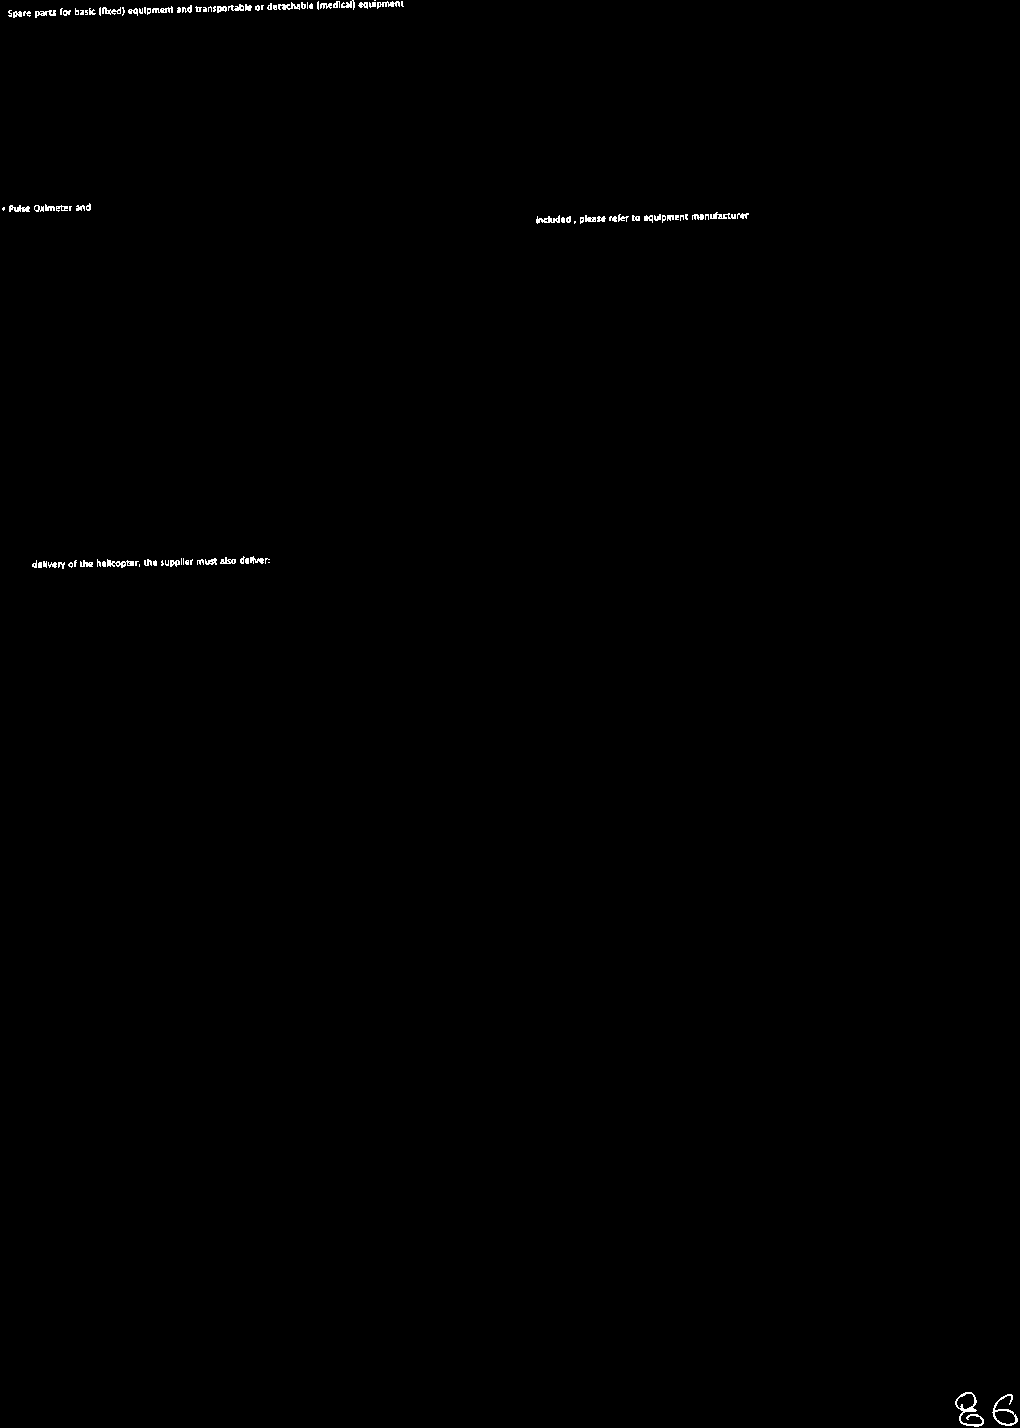 Spare parts for basic (fixed) equipment and transportable or detachable (medical) equipment
• Pulse Oximeter and
included , please refer to equipment manufacturer
delivery of the helicopter, the supplier must also deliver:
86